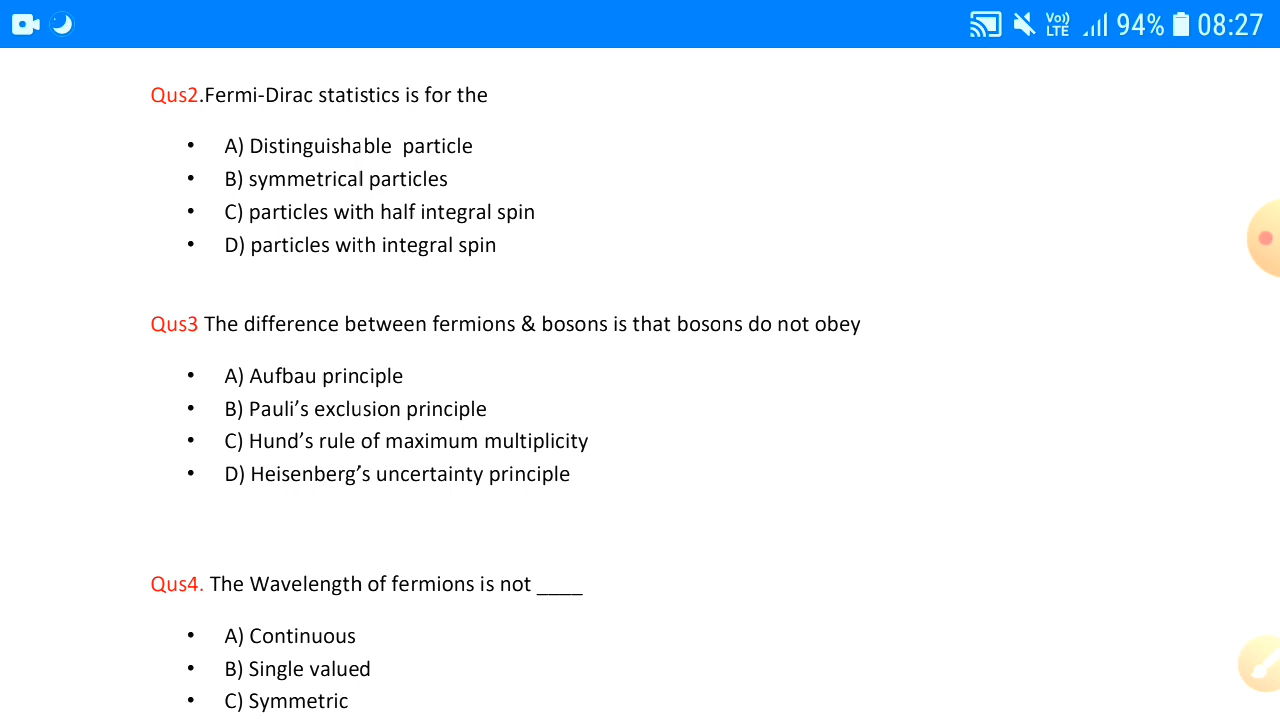 Vo)) LTE 94% 08:27
Qus2.Fermi-Dirac statistics is for the
• A) Distinguishable particle
• B) symmetrical particles
• C) particles with half integral spin
• D) particles with integral spin
Qus3 The difference between fermions & bosons is that bosons do not obey
• A) Aufbau principle
• B) Pauli’s exclusion principle
• C) Hund’s rule of maximum multiplicity
• D) Heisenberg’s uncertainty principle
Qus4. The Wavelength of fermions is not ____
• A) Continuous
• B) Single valued
• C) Symmetric